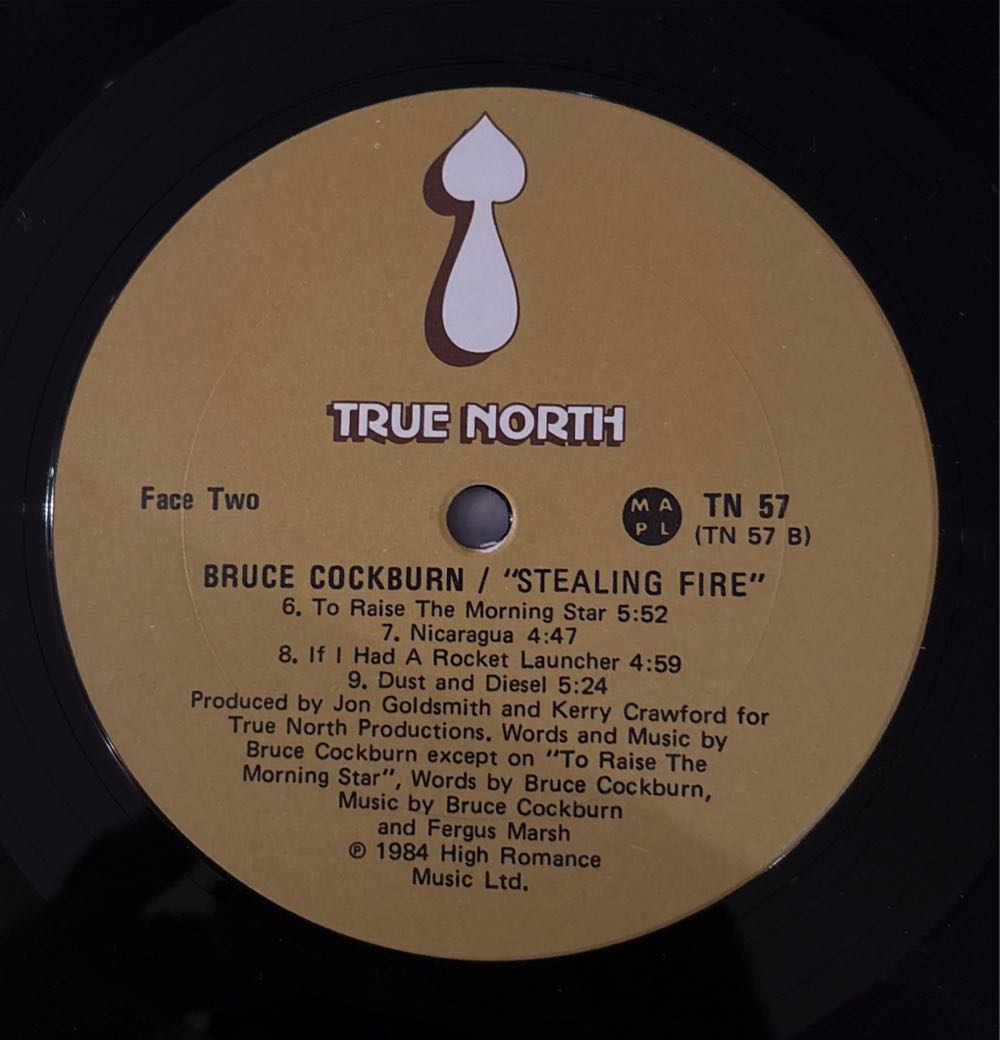 TRUE NORTH
Face Two
M A
P L
TN 57
(TN 57 B)
BRUCE COCKBURN / "STEALING FIRE"
6. To Raise The Morning Star 5:52
7. Nicaragua 4:47
8. If I Had A Rocket Launcher 4:59
9. Dust and Diesel 5:24
Produced by Jon Goldsmith and Kerry Crawford for
True North Productions. Words and Music by
Bruce Cockburn except on "To Raise The
Morning Star", Words by Bruce Cockburn,
Music by Bruce Cockburn
and Fergus Marsh
℗ 1984 High Romance
Music Ltd.